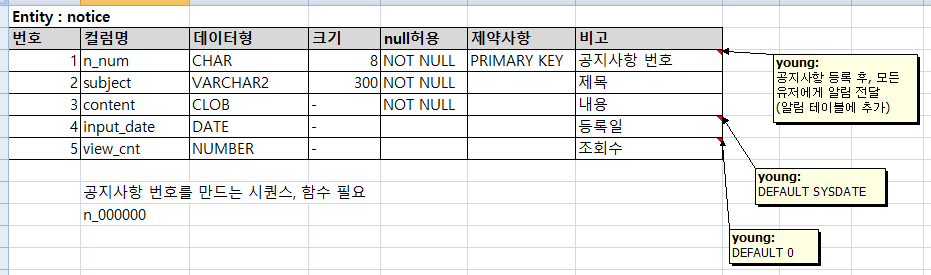 Entity : notice
번호 컬럼명 데이터형 크기 null허용 제약사항 비고
1 n_num CHAR 8 NOT NULL PRIMARY KEY 공지사항 번호
2 subject VARCHAR2 300 NOT NULL 제목
3 content CLOB - NOT NULL 내용
4 input_date DATE - 등록일
5 view_cnt NUMBER - 조회수
공지사항 번호를 만드는 시퀀스, 함수 필요
n_000000
young:
공지사항 등록 후, 모든
유저에게 알림 전달
(알림 테이블에 추가)
young:
DEFAULT SYSDATE
young:
DEFAULT 0